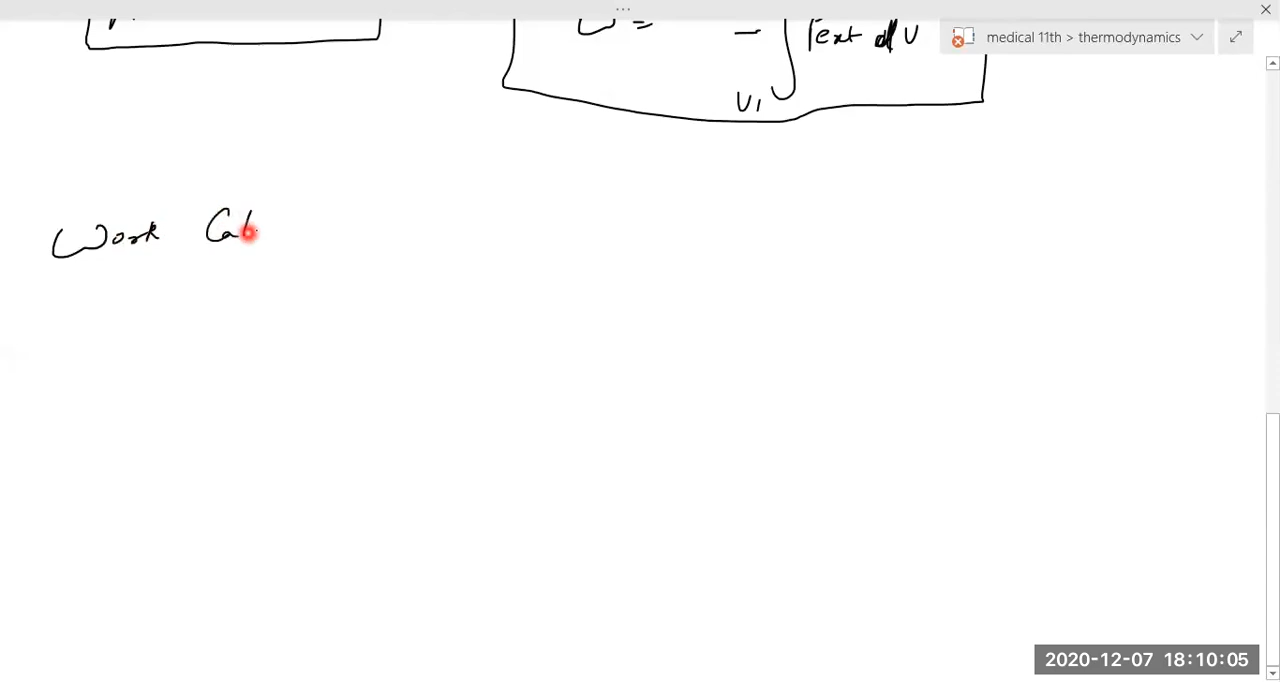 W = - ∫ Pext dV
V₁
medical 11th > thermodynamics
Work Cal
2020-12-07 18:10:05